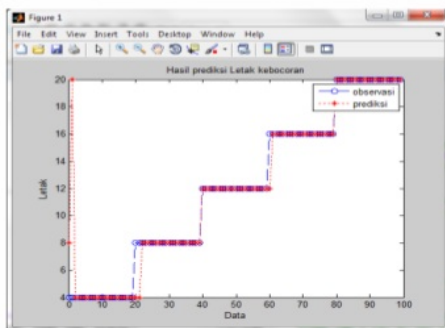 Figure 1
File Edit View Insert Tools Desktop Window Help
Hasil prediksi Letak kebocoran
observasi
prediksi
Letak
20
18
16
14
12
10
8
6
4
0 10 20 30 40 50 60 70 80 90 100
Data